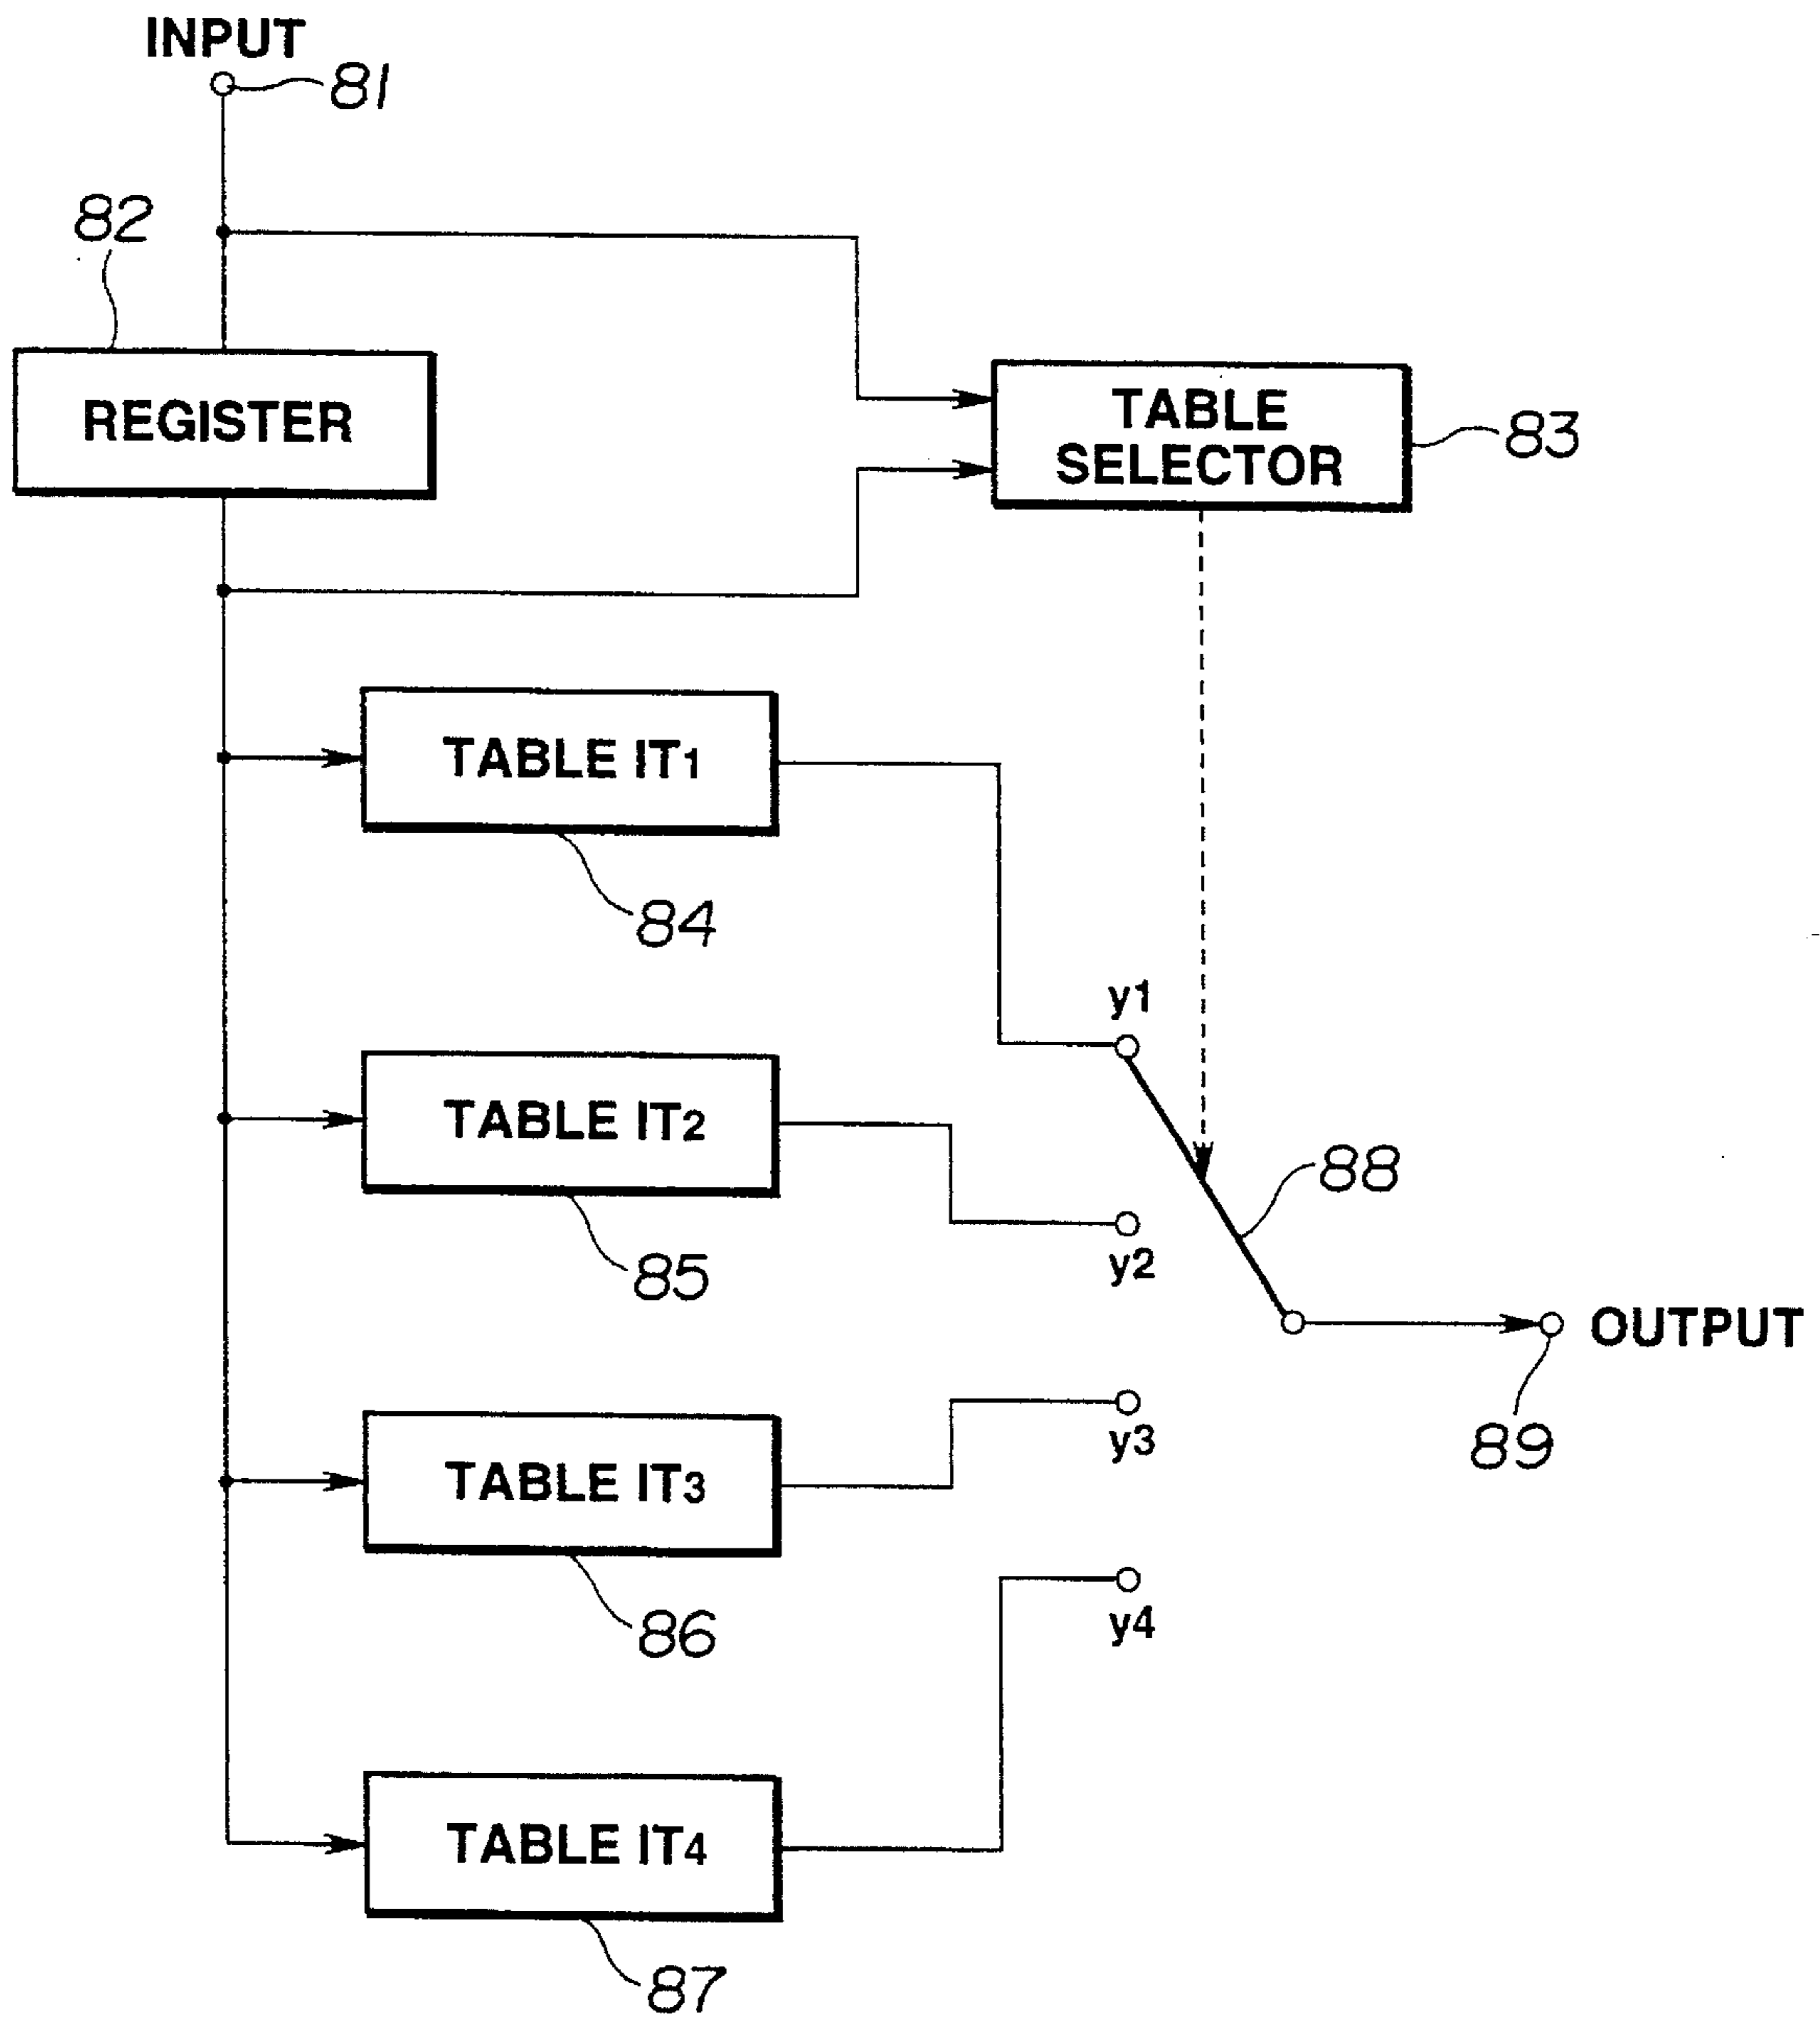 INPUT
81
82
REGISTER
TABLE
SELECTOR
83
TABLE IT1
84
y1
TABLE IT2
88
85
y2
OUTPUT
TABLE IT3
y3
89
86
y4
TABLE IT4
87